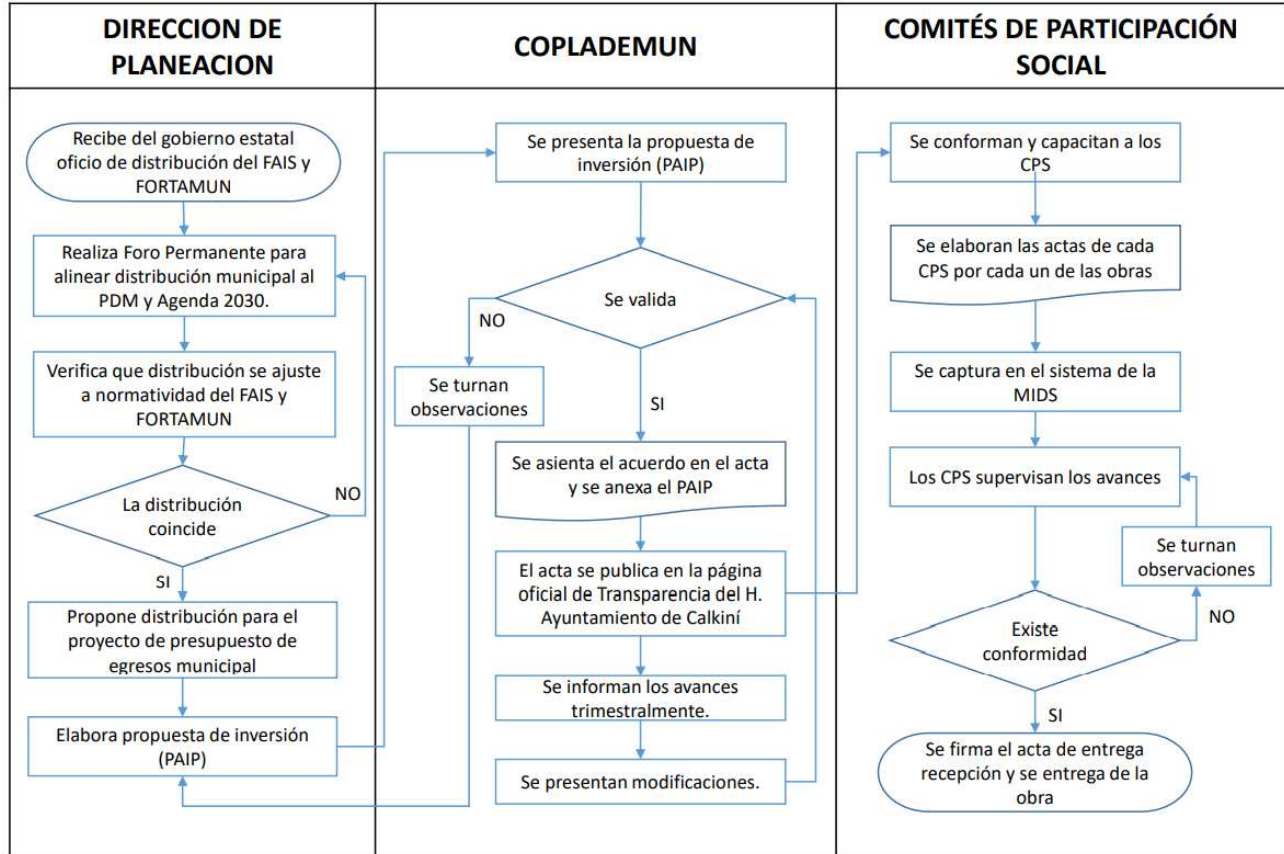 DIRECCION DE
PLANEACION
Recibe del gobierno estatal
oficio de distribución del FAIS y
FORTAMUN
Realiza Foro Permanente para
alinear distribución municipal al
PDM y Agenda 2030.
Verifica que distribución se ajuste
a normatividad del FAIS y
FORTAMUN
La distribución
coincide
NO
SI
Propone distribución para el
proyecto de presupuesto de
egresos municipal
Elabora propuesta de inversión
(PAIP)
COPLADEMUN
Se presenta la propuesta de
inversión (PAIP)
Se valida
NO
Se turnan
observaciones
SI
Se asienta el acuerdo en el acta
y se anexa el PAIP
El acta se publica en la página
oficial de Transparencia del H.
Ayuntamiento de Calkiní
Se informan los avances
trimestralmente.
Se presentan modificaciones.
COMITÉS DE PARTICIPACIÓN
SOCIAL
Se conforman y capacitan a los
CPS
Se elaboran las actas de cada
CPS por cada un de las obras
Se captura en el sistema de la
MIDS
Los CPS supervisan los avances
Se turnan
observaciones
NO
Existe
conformidad
SI
Se firma el acta de entrega
recepción y se entrega de la
obra